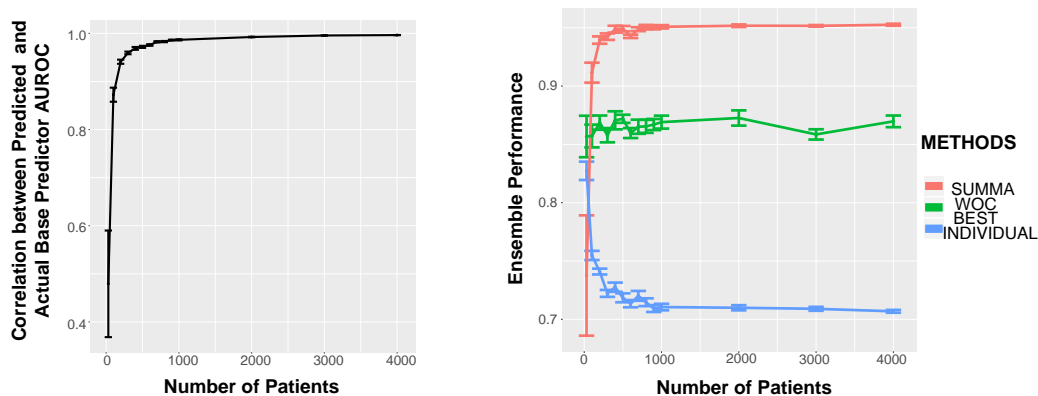 Correlation between Predicted and
Actual Base Predictor AUROC
1.0
0.8
0.6
0.4
0
1000
2000
3000
4000
Number of Patients
Ensemble Performance
0.9
0.8
0.7
0
1000
2000
3000
4000
Number of Patients
METHODS
SUMMA
WOC
BEST
INDIVIDUAL